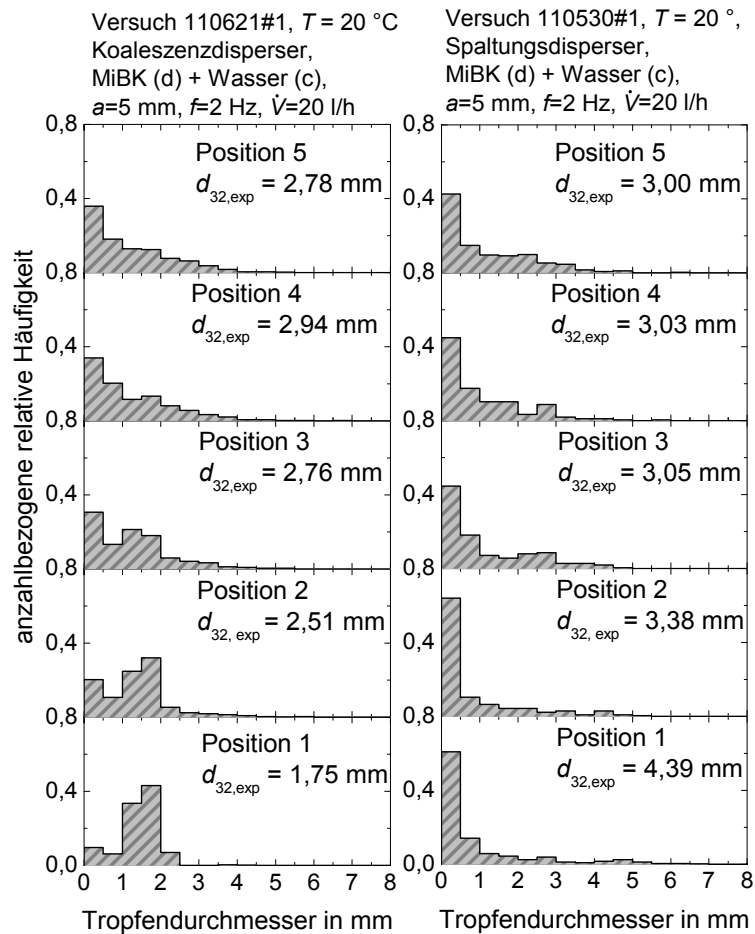 Versuch 110621#1, T = 20 °C
Koaleszenzdisperser,
MiBK (d) + Wasser (c),
a=5 mm, f=2 Hz, V̇=20 l/h
Versuch 110530#1, T = 20 °,
Spaltungsdisperser,
MiBK (d) + Wasser (c),
a=5 mm, f=2 Hz, V̇=20 l/h
anzahlbezogene relative Häufigkeit
0,8
Position 5
d32,exp = 2,78 mm
0,4
0,8
Position 4
d32,exp = 2,94 mm
0,4
0,8
Position 3
d32,exp = 2,76 mm
0,4
0,8
Position 2
d32, exp = 2,51 mm
0,4
0,8
Position 1
d32,exp = 1,75 mm
0,4
0,0
0 1 2 3 4 5 6 7 8
Tropfendurchmesser in mm
0,8
Position 5
d32,exp = 3,00 mm
0,4
0,8
Position 4
d32,exp = 3,03 mm
0,4
0,8
Position 3
d32,exp = 3,05 mm
0,4
0,8
Position 2
d32, exp = 3,38 mm
0,4
0,8
Position 1
d32,exp = 4,39 mm
0,4
0,0
0 1 2 3 4 5 6 7 8
Tropfendurchmesser in mm